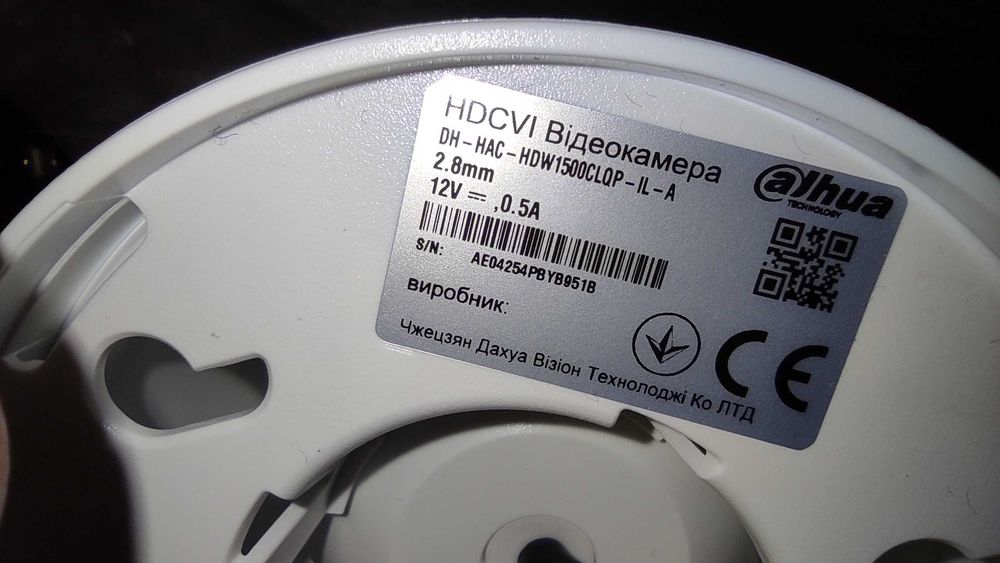 HDCVI Відеокамера
DH-HAC-HDW1500CLQP-IL-A
2.8mm
12V ⎓ ,0.5A
S/N: AE04254PBYB951B
виробник:
Чжецзян Дахуа Візіон Технолоджі Ко ЛТД
alhua
TECHNOLOGY
CE